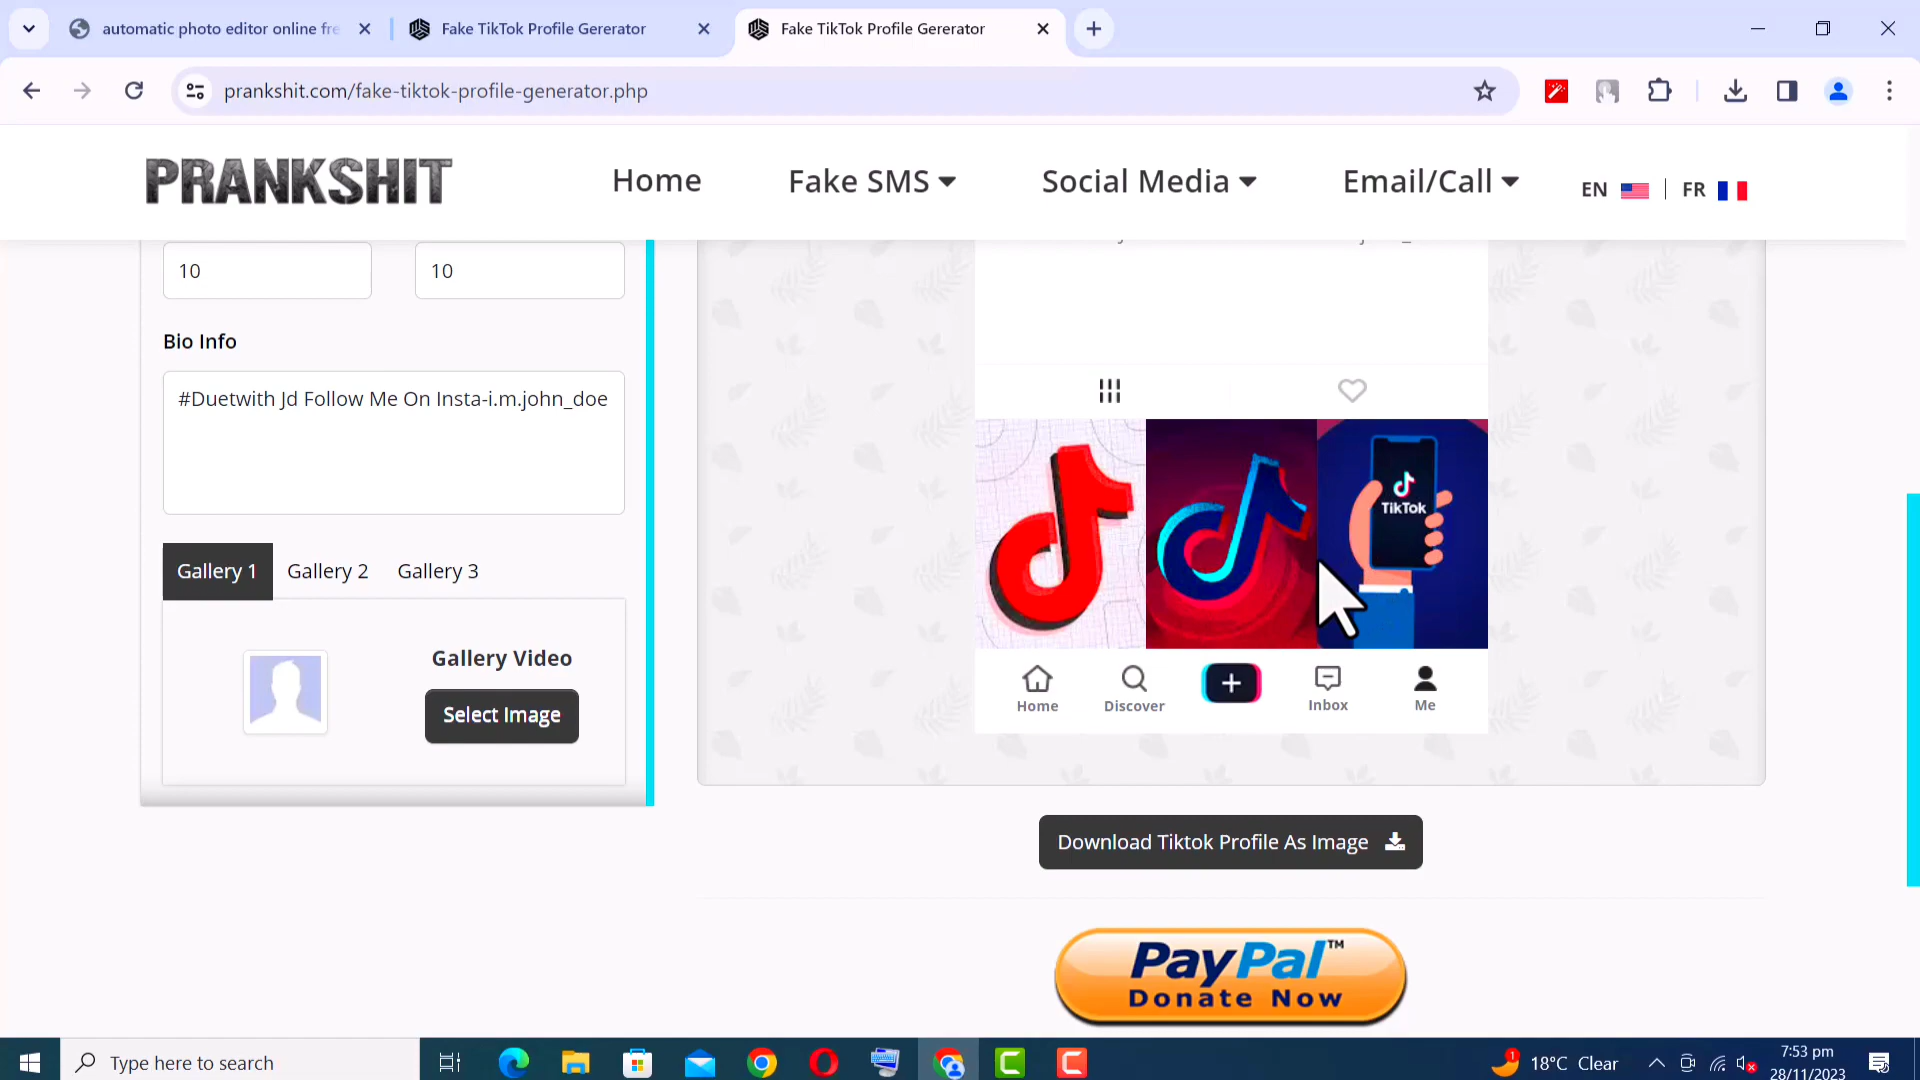 automatic photo editor online fre
Fake TikTok Profile Gererator
Fake TikTok Profile Gererator
prankshit.com/fake-tiktok-profile-generator.php
PRANKSHIT
Home
Fake SMS
Social Media
Email/Call
EN
FR
10
10
Bio Info
#Duetwith Jd Follow Me On Insta-i.m.john_doe
Gallery 1
Gallery 2
Gallery 3
Gallery Video
Select Image
TikTok
Home
Discover
Inbox
Me
Download Tiktok Profile As Image
PayPal™
Donate Now
Type here to search
1
18°C Clear
7:53 pm
28/11/2023